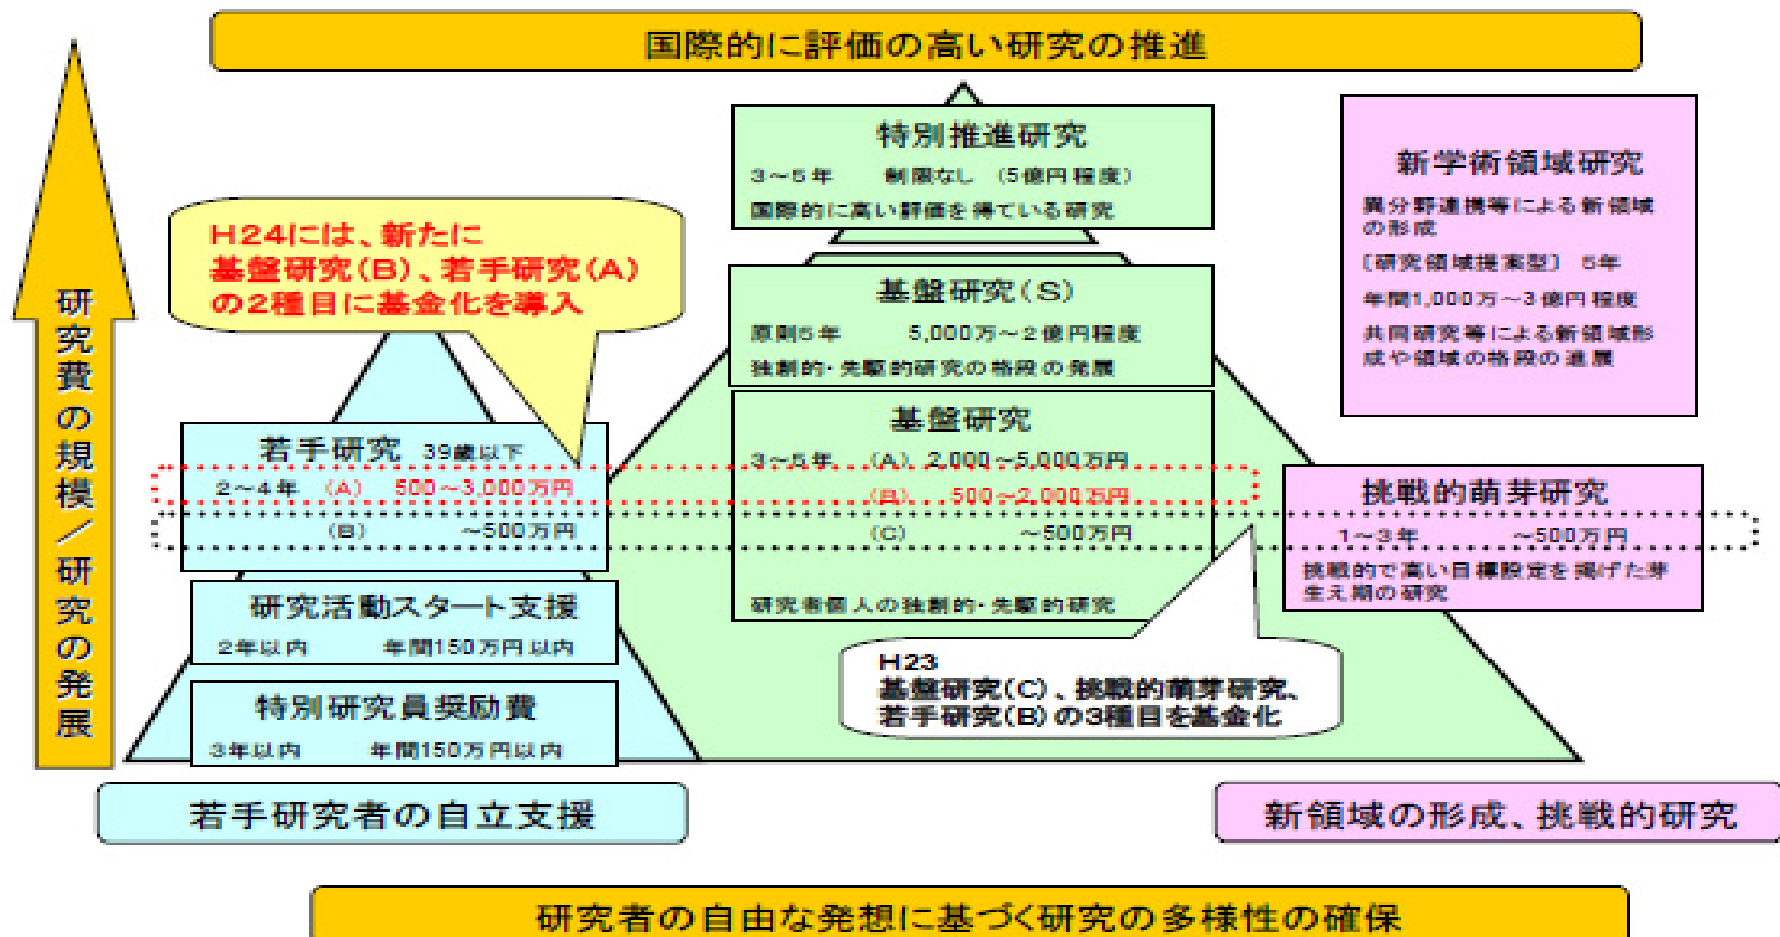 国際的に評価の高い研究の推進
研究費の規模／研究の発展
特別推進研究
3～5年　制限なし　(5億円程度)
国際的に高い評価を得ている研究
新学術領域研究
異分野連携等による新領域
の形成
〔研究領域提案型〕　5年
年間1,000万～3億円程度
共同研究等による新領域形
成や領域の格段の進展
H24には、新たに
基盤研究(B)、若手研究(A)
の2種目に基金化を導入
基盤研究(S)
原則5年　5,000万～2億円程度
独創的・先駆的研究の格段の発展
基盤研究
3～5年　(A)　2,000～5,000万円
(B)　500～2,000万円
(C)　～500万円
研究者個人の独創的・先駆的研究
若手研究　39歳以下
2～4年　(A)　500～3,000万円
(B)　～500万円
挑戦的萌芽研究
1～3年　～500万円
挑戦的で高い目標設定を掲げた芽
生え期の研究
研究活動スタート支援
2年以内　年間150万円以内
特別研究員奨励費
3年以内　年間150万円以内
H23
基盤研究(C)、挑戦的萌芽研究、
若手研究(B)の3種目を基金化
若手研究者の自立支援
新領域の形成、挑戦的研究
研究者の自由な発想に基づく研究の多様性の確保